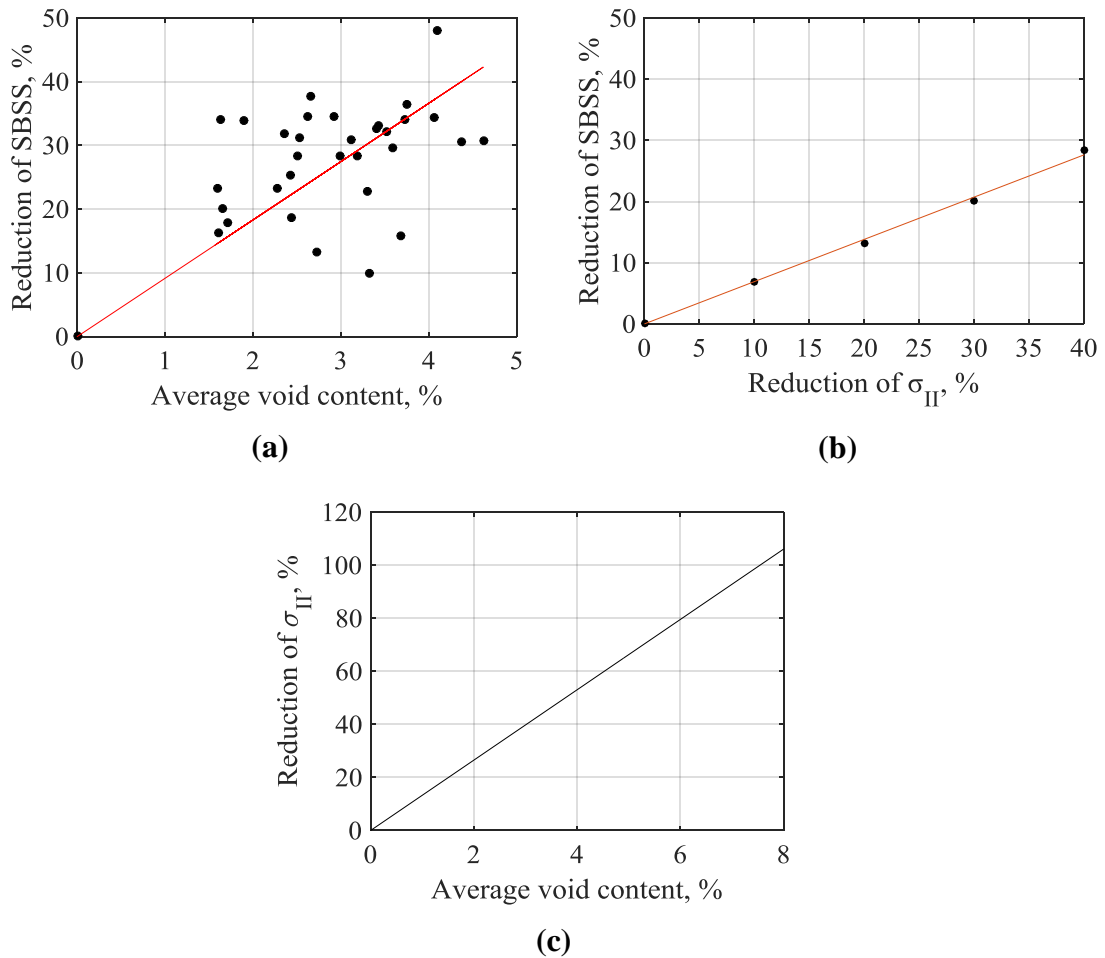 50
40
30
20
10
0
Reduction of SBSS, %
0 1 2 3 4 5
Average void content, %
(a)
50
40
30
20
10
0
Reduction of SBSS, %
0 5 10 15 20 25 30 35 40
Reduction of σII, %
(b)
120
100
80
60
40
20
0
Reduction of σII, %
0 2 4 6 8
Average void content, %
(c)